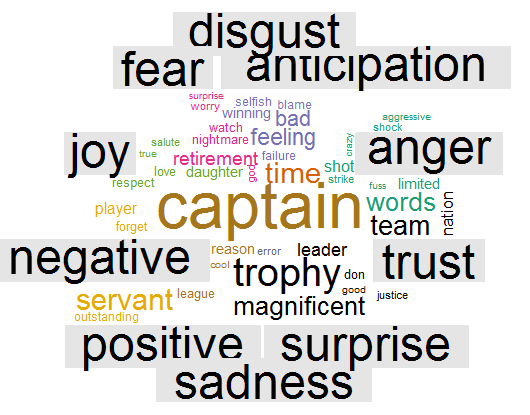 disgust
fear anticipation
surprise
worry selfish blame
winning bad
aggressive
watch shock
salute nightmare feeling crazy
joy anger
true retirement failure
love daughter god time shot
respect strike fuss limited
captain words
player nation
forget team
reason error leader
negative cool trust
trophy don
servant league good
magnificent justice
outstanding
positive surprise
sadness